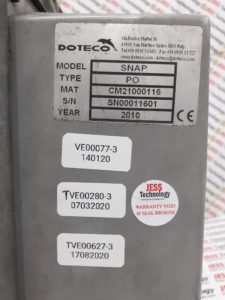 DOTECO
MODEL SNAP
TYPE PO
MAT CM21000116
S/N SN00011601
YEAR 2010
VE00077-3
140120
TVE00280-3
07032020
JESS
Technology
WARRANTY VOID
IF SEAL BROKEN
TVE00627-3
17082020